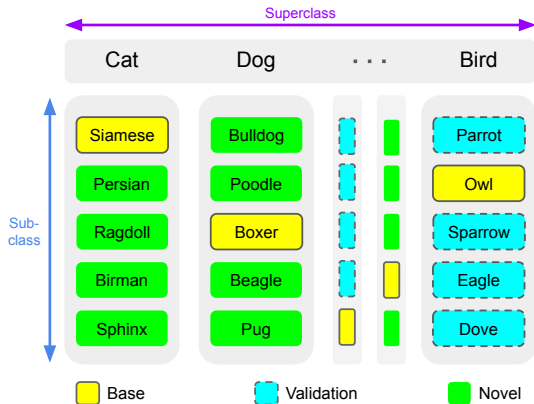 Superclass
Cat Dog . . . Bird
Sub-
class
Siamese Bulldog Parrot
Persian Poodle Owl
Ragdoll Boxer Sparrow
Birman Beagle Eagle
Sphinx Pug Dove
Base Validation Novel